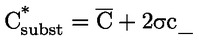 C*subst = C̅ + 2σc_